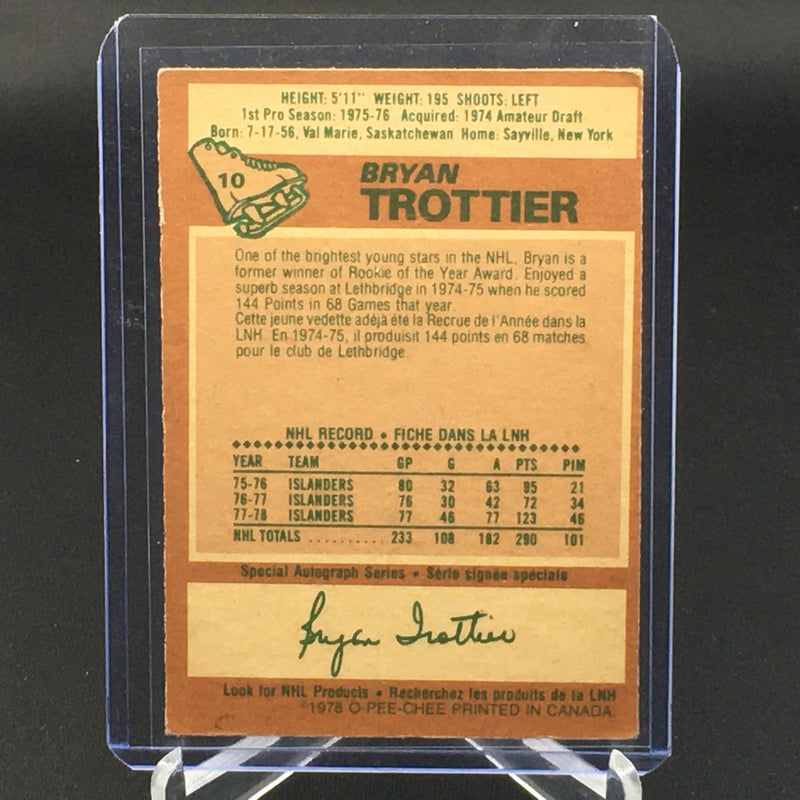 HEIGHT: 5'11" WEIGHT: 195 SHOOTS: LEFT
1st Pro Season: 1975-76 Acquired: 1974 Amateur Draft
Born: 7-17-56, Val Marie, Saskatchewan Home: Sayville, New York
10
BRYAN
TROTTIER
One of the brightest young stars in the NHL, Bryan is a
former winner of Rookie of the Year Award. Enjoyed a
superb season at Lethbridge in 1974-75 when he scored
144 Points in 68 Games that year.
Cette jeune vedette adéjà été la Recrue de l'Année dans la
LNH. En 1974-75, il produisit 144 points en 68 matches
pour le club de Lethbridge.
NHL RECORD • FICHE DANS LA LNH
YEAR TEAM GP G A PTS PIM
75-76 ISLANDERS 80 32 63 95 21
76-77 ISLANDERS 76 30 42 72 34
77-78 ISLANDERS 77 46 77 123 46
NHL TOTALS .......... 233 108 182 290 101
Special Autograph Series • Série signée spéciale
Bryan Trottier
Look for NHL Products • Recherchez les produits de la LNH
©1978 O-PEE-CHEE PRINTED IN CANADA.